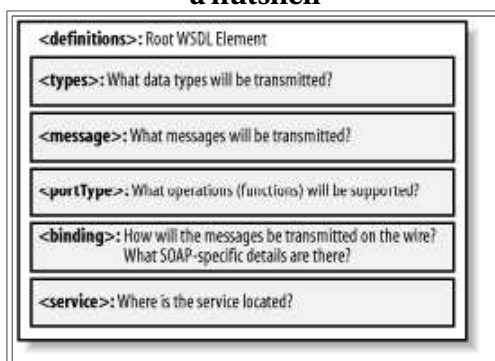 a nutshell
<definitions>: Root WSDL Element
<types>: What data types will be transmitted?
<message>: What messages will be transmitted?
<portType>: What operations (functions) will be supported?
<binding>: How will the messages be transmitted on the wire?
What SOAP-specific details are there?
<service>: Where is the service located?